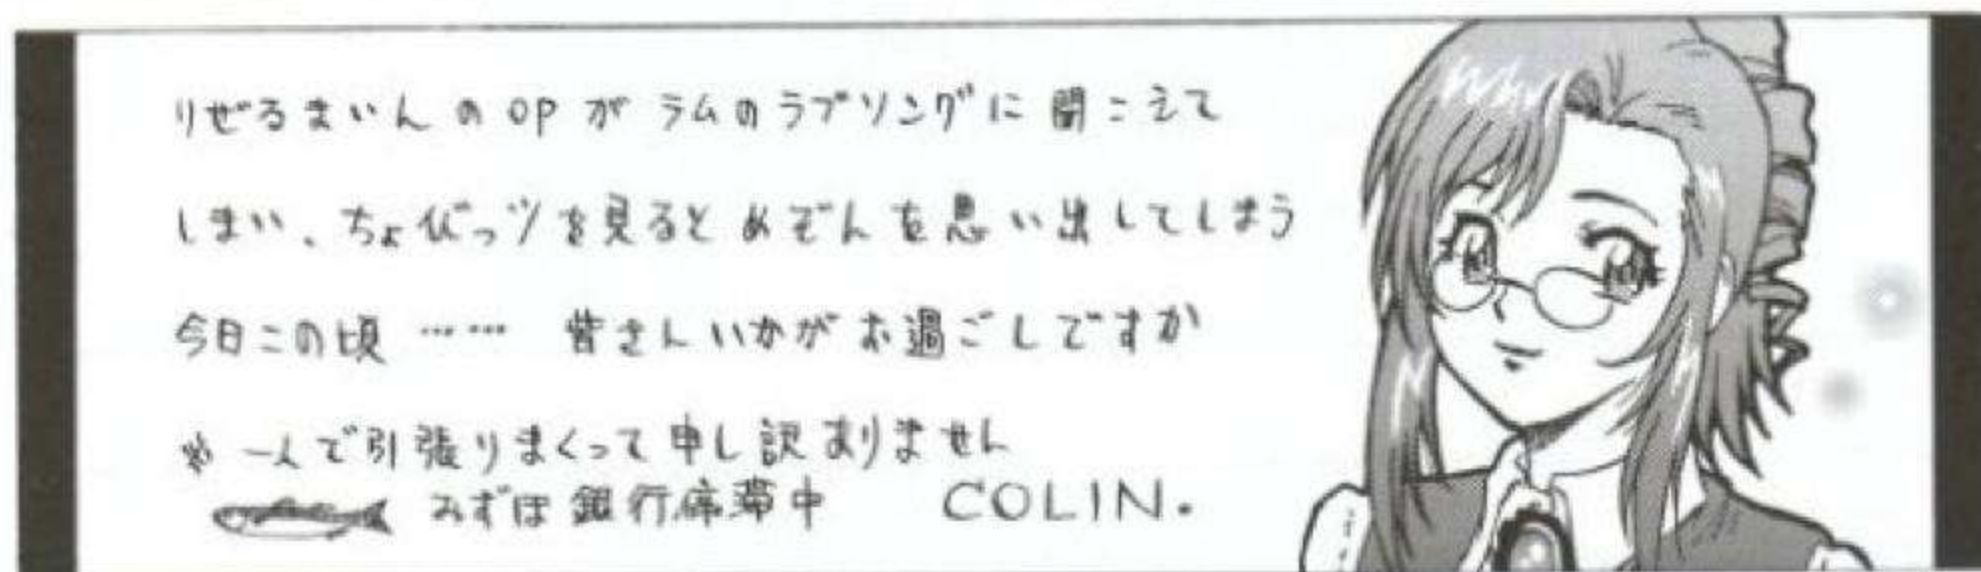 りぜるまいんのOPがラムのラブソングに聞こえて
しまい、ちょびっツを見るとめぞんを思い出してしまう
今日この頃…… 皆さんいかがお過ごしですか
※ 一人で引張りまくって申し訳ありません
みずほ銀行 中 COLIN.